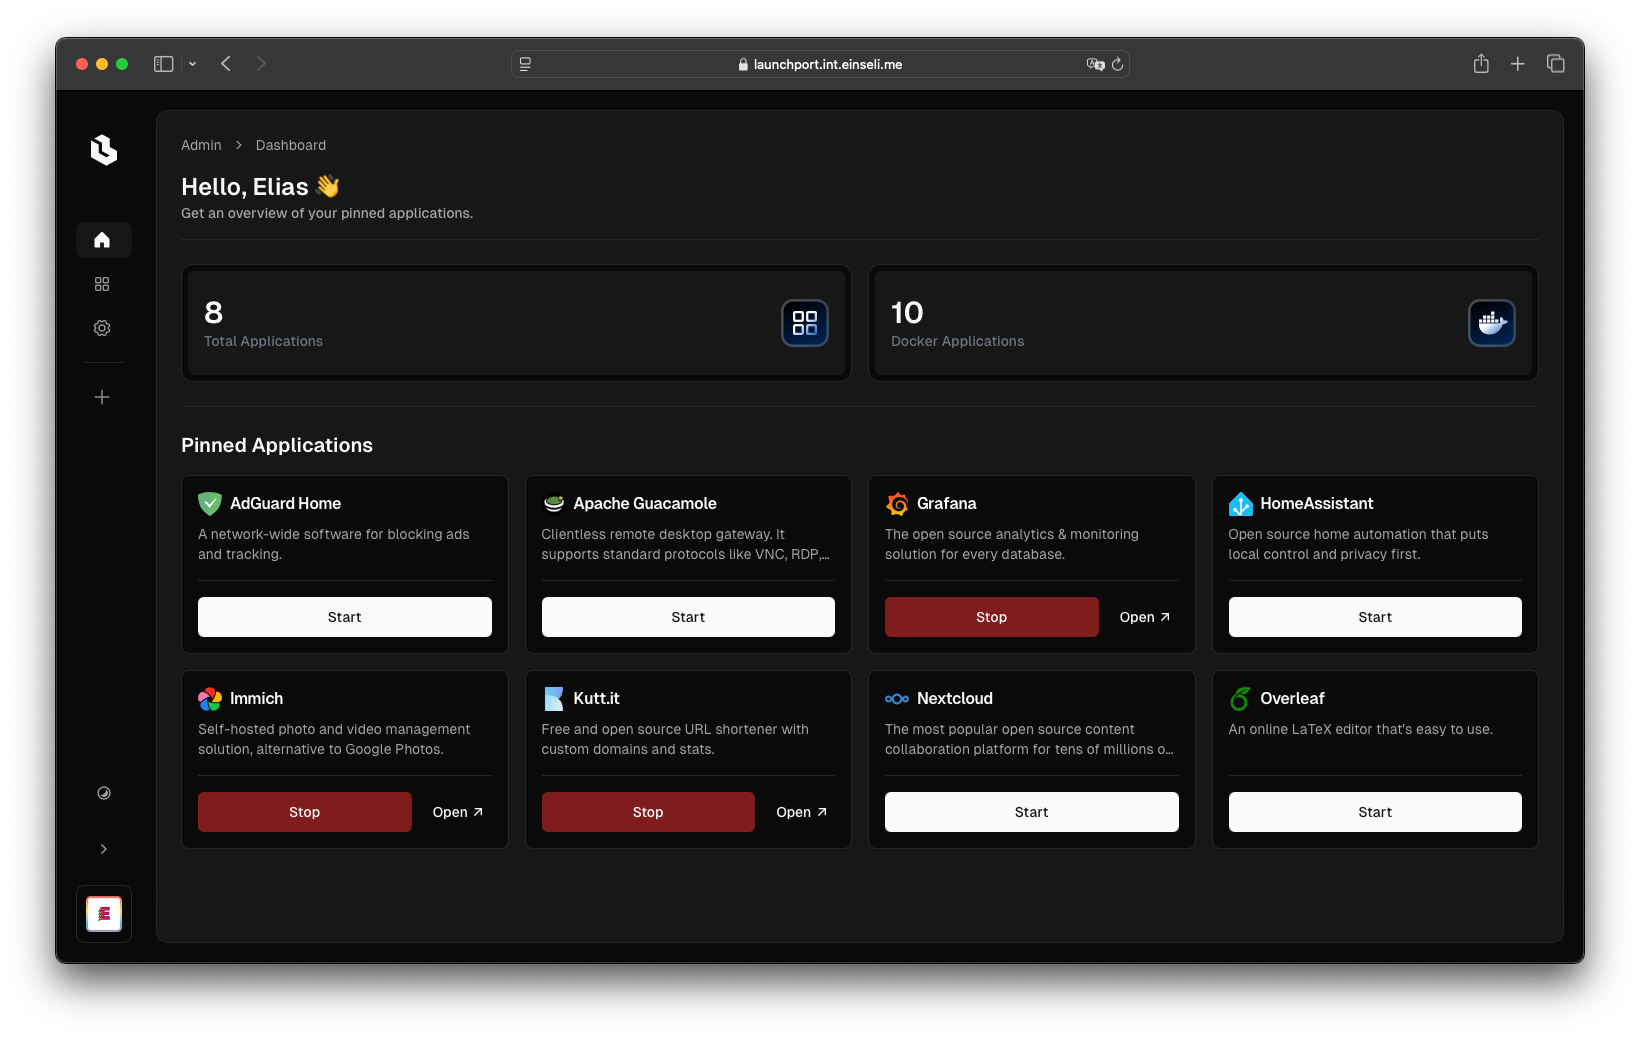 launchport.int.einseli.me
Admin > Dashboard
Hello, Elias 👋
Get an overview of your pinned applications.
8
Total Applications
10
Docker Applications
Pinned Applications
AdGuard Home
A network-wide software for blocking ads
and tracking.
Start
Apache Guacamole
Clientless remote desktop gateway. It
supports standard protocols like VNC, RDP,...
Start
Grafana
The open source analytics & monitoring
solution for every database.
Stop
Open ↗
HomeAssistant
Open source home automation that puts
local control and privacy first.
Start
Immich
Self-hosted photo and video management
solution, alternative to Google Photos.
Stop
Open ↗
Kutt.it
Free and open source URL shortener with
custom domains and stats.
Stop
Open ↗
Nextcloud
The most popular open source content
collaboration platform for tens of millions o...
Start
Overleaf
An online LaTeX editor that's easy to use.
Start
E